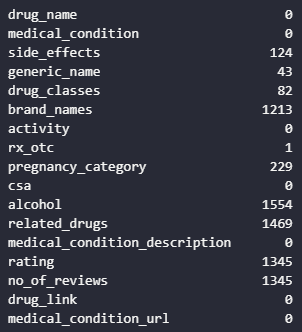 drug_name 0
medical_condition 0
side_effects 124
generic_name 43
drug_classes 82
brand_names 1213
activity 0
rx_otc 1
pregnancy_category 229
csa 0
alcohol 1554
related_drugs 1469
medical_condition_description 0
rating 1345
no_of_reviews 1345
drug_link 0
medical_condition_url 0